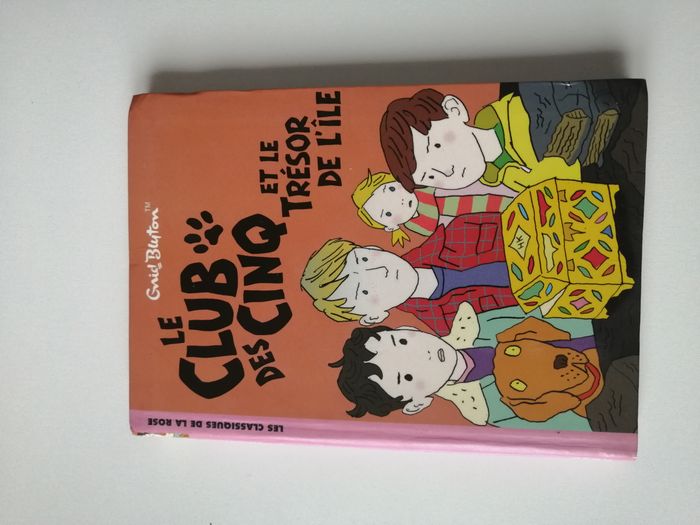 Enid Blyton™
LE
CLUB
DES CINQ
ET LE
TRÉSOR
DE L'ÎLE
LES CLASSIQUES DE LA ROSE